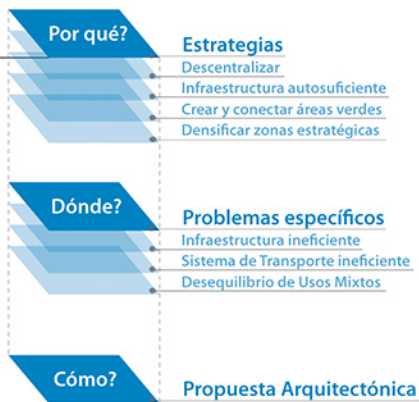 Por qué?
Estrategias
Descentralizar
Infraestructura autosuficiente
Crear y conectar áreas verdes
Densificar zonas estratégicas
Dónde?
Problemas específicos
Infraestructura ineficiente
Sistema de Transporte ineficiente
Desequilibrio de Usos Mixtos
Cómo?
Propuesta Arquitectónica